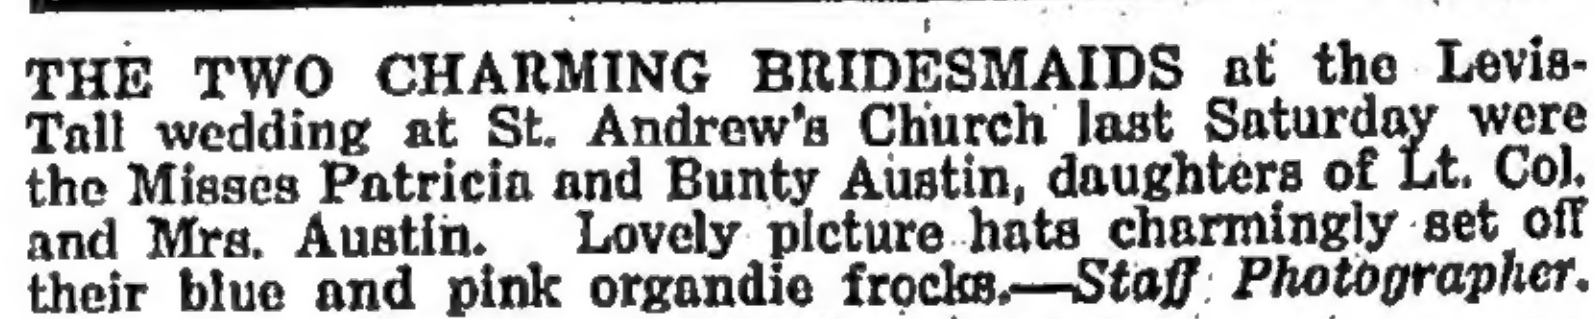 THE TWO CHARMING BRIDESMAIDS at the Levis-
Tall wedding at St. Andrew's Church last Saturday were
the Misses Patricia and Bunty Austin, daughters of Lt. Col.
and Mrs. Austin. Lovely picture hats charmingly set off
their blue and pink organdie frocks.—Staff Photographer.